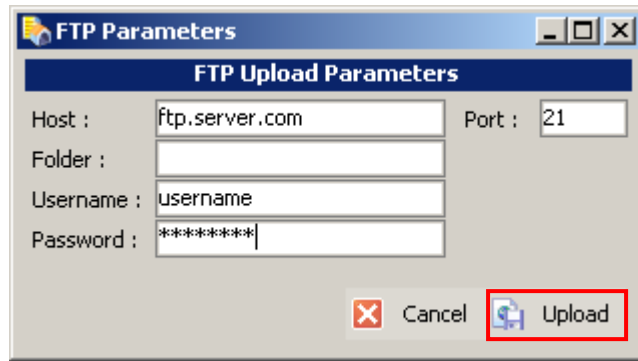 FTP Parameters
FTP Upload Parameters
Host : ftp.server.com Port : 21
Folder :
Username : username
Password : ********
Cancel Upload